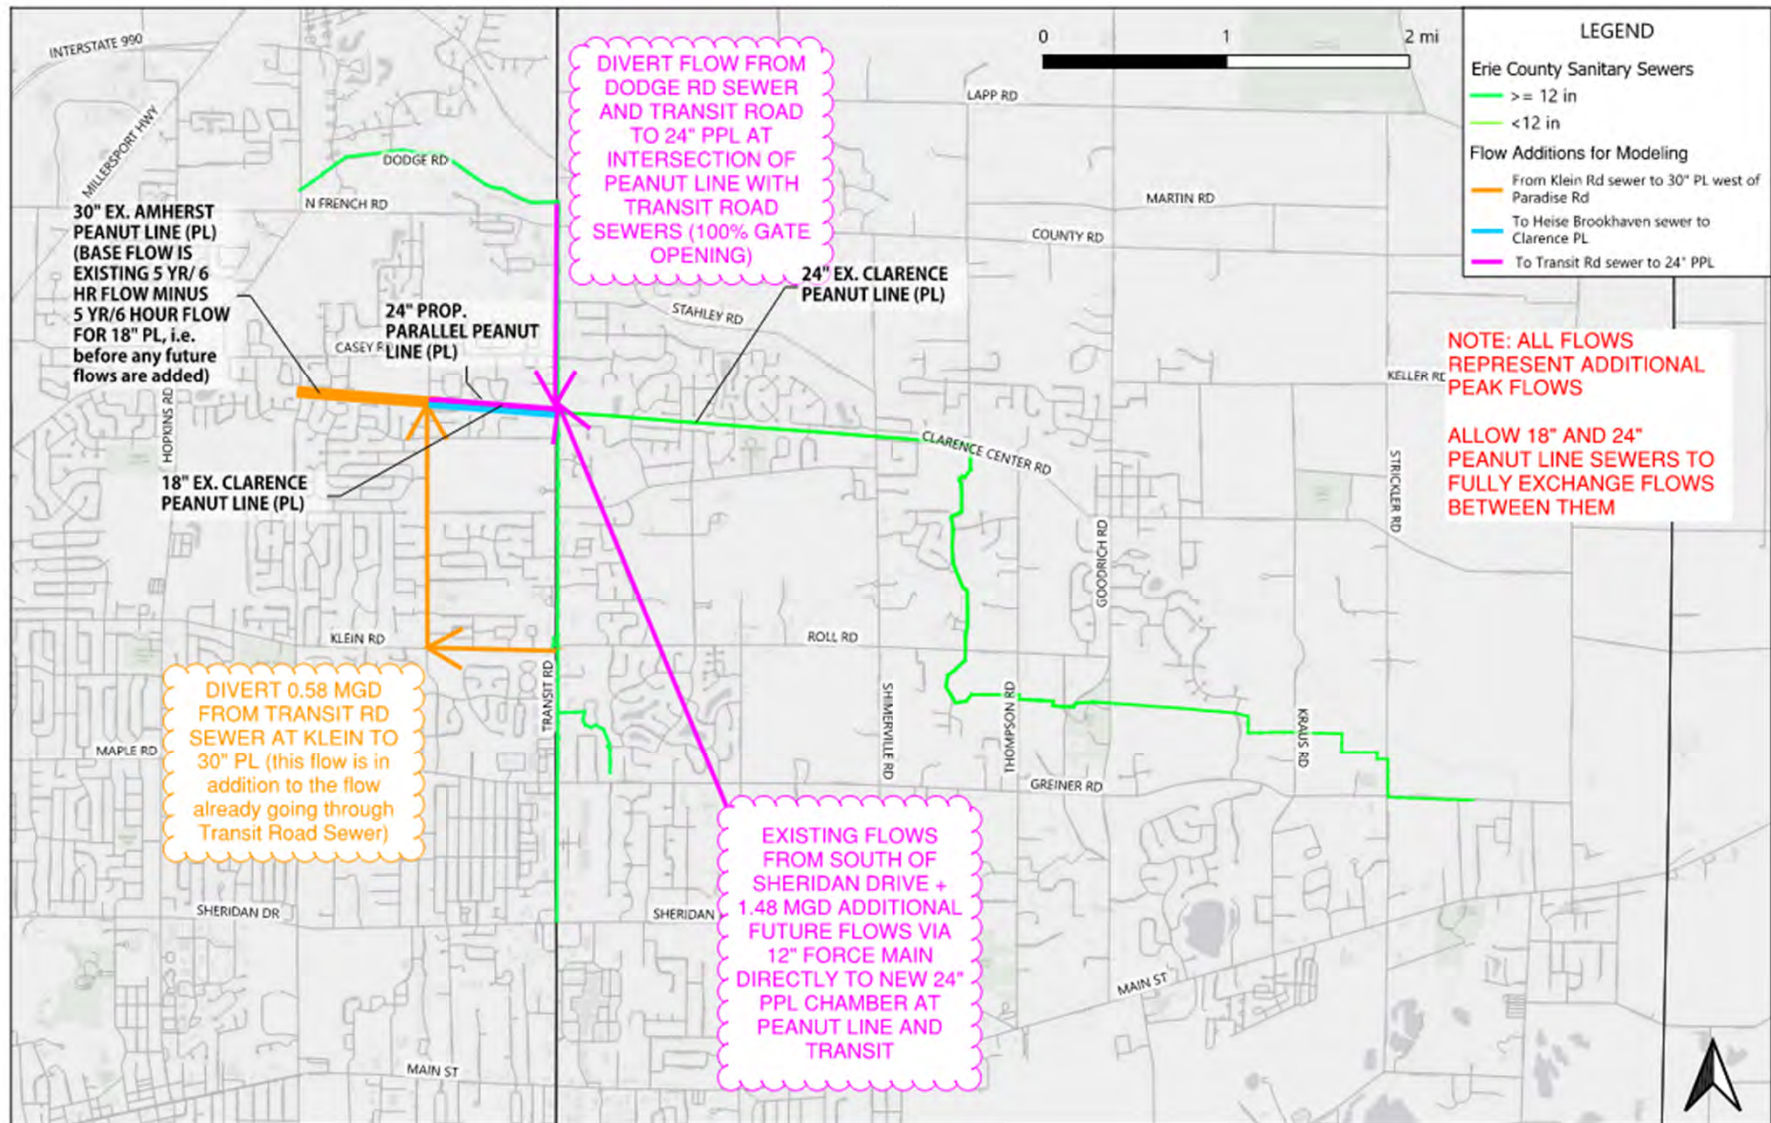 INTERSTATE 990
MILLERSPORT HWY
DODGE RD
N FRENCH RD
DIVERT FLOW FROM
DODGE RD SEWER
AND TRANSIT ROAD
TO 24" PPL AT
INTERSECTION OF
PEANUT LINE WITH
TRANSIT ROAD
SEWERS (100% GATE
OPENING)
0 1 2 mi
LAPP RD
MARTIN RD
COUNTY RD
LEGEND
Erie County Sanitary Sewers
>= 12 in
<12 in
Flow Additions for Modeling
From Klein Rd sewer to 30" PL west of
Paradise Rd
To Heise Brookhaven sewer to
Clarence PL
To Transit Rd sewer to 24" PPL
30" EX. AMHERST
PEANUT LINE (PL)
(BASE FLOW IS
EXISTING 5 YR/ 6
HR FLOW MINUS
5 YR/6 HOUR FLOW
FOR 18" PL, i.e.
before any future
flows are added)
24" PROP.
PARALLEL PEANUT
LINE (PL)
CASEY R
24" EX. CLARENCE
PEANUT LINE (PL)
STAHLEY RD
KELLER RD
NOTE: ALL FLOWS
REPRESENT ADDITIONAL
PEAK FLOWS
ALLOW 18" AND 24"
PEANUT LINE SEWERS TO
FULLY EXCHANGE FLOWS
BETWEEN THEM
HOPKINS RD
18" EX. CLARENCE
PEANUT LINE (PL)
CLARENCE CENTER RD
STRICKLER RD
GOODRICH RD
KLEIN RD
ROLL RD
TRANSIT RD
SHIMERVILLE RD
THOMPSON RD
KRAUS RD
MAPLE RD
GREINER RD
DIVERT 0.58 MGD
FROM TRANSIT RD
SEWER AT KLEIN TO
30" PL (this flow is in
addition to the flow
already going through
Transit Road Sewer)
EXISTING FLOWS
FROM SOUTH OF
SHERIDAN DRIVE +
1.48 MGD ADDITIONAL
FUTURE FLOWS VIA
12" FORCE MAIN
DIRECTLY TO NEW 24"
PPL CHAMBER AT
PEANUT LINE AND
TRANSIT
SHERIDAN DR
SHERIDAN
MAIN ST
MAIN ST